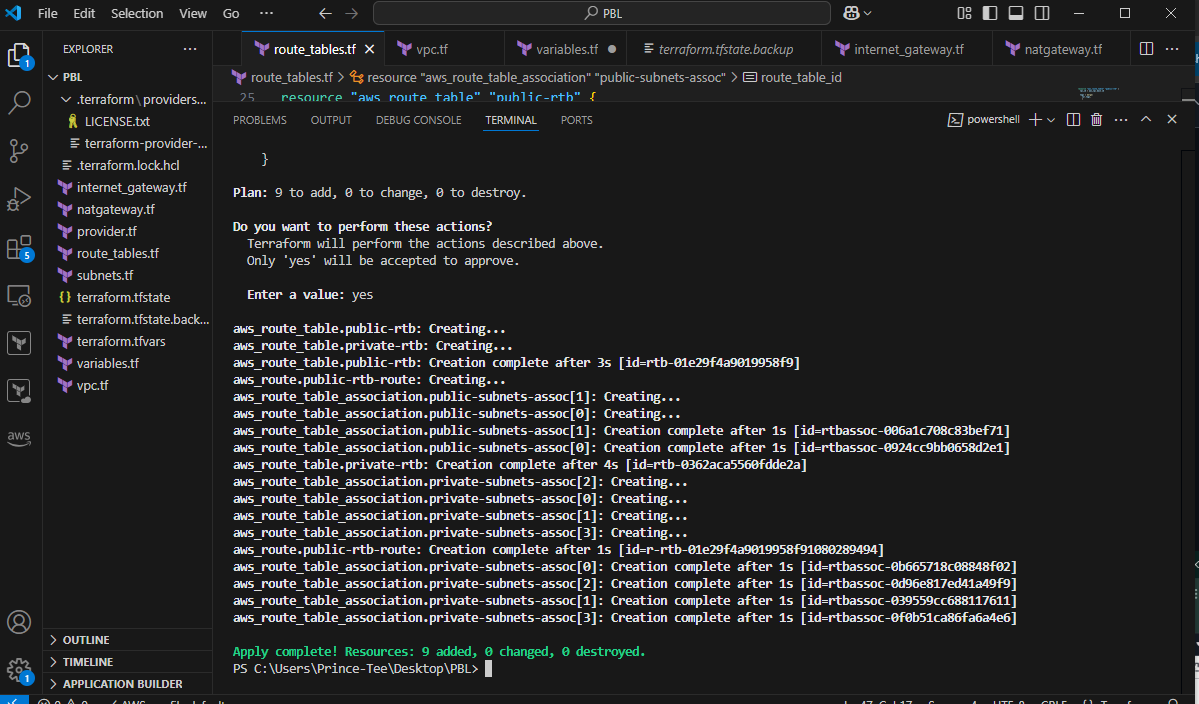 File Edit Selection View Go ··· PBL
EXPLORER ···
PBL
.terraform\providers...
LICENSE.txt
terraform-provider-...
.terraform.lock.hcl
internet_gateway.tf
natgateway.tf
provider.tf
route_tables.tf
subnets.tf
terraform.tfstate
terraform.tfstate.back...
terraform.tfvars
variables.tf
vpc.tf
OUTLINE
TIMELINE
APPLICATION BUILDER
1
5
aws
1
route_tables.tf vpc.tf variables.tf terraform.tfstate.backup internet_gateway.tf natgateway.tf
route_tables.tf > resource "aws_route_table_association" "public-subnets-assoc" > route_table_id
25 resource "aws_route_table" "public-rtb" {
PROBLEMS OUTPUT DEBUG CONSOLE TERMINAL PORTS powershell
}
Plan: 9 to add, 0 to change, 0 to destroy.
Do you want to perform these actions?
Terraform will perform the actions described above.
Only 'yes' will be accepted to approve.
Enter a value: yes
aws_route_table.public-rtb: Creating...
aws_route_table.private-rtb: Creating...
aws_route_table.public-rtb: Creation complete after 3s [id=rtb-01e29f4a9019958f9]
aws_route.public-rtb-route: Creating...
aws_route_table_association.public-subnets-assoc[1]: Creating...
aws_route_table_association.public-subnets-assoc[0]: Creating...
aws_route_table_association.public-subnets-assoc[1]: Creation complete after 1s [id=rtbassoc-006a1c708c83bef71]
aws_route_table_association.public-subnets-assoc[0]: Creation complete after 1s [id=rtbassoc-0924cc9bb0658d2e1]
aws_route_table.private-rtb: Creation complete after 4s [id=rtb-0362aca5560fdde2a]
aws_route_table_association.private-subnets-assoc[2]: Creating...
aws_route_table_association.private-subnets-assoc[0]: Creating...
aws_route_table_association.private-subnets-assoc[1]: Creating...
aws_route_table_association.private-subnets-assoc[3]: Creating...
aws_route.public-rtb-route: Creation complete after 1s [id=r-rtb-01e29f4a9019958f91080289494]
aws_route_table_association.private-subnets-assoc[0]: Creation complete after 1s [id=rtbassoc-0b665718c08848f02]
aws_route_table_association.private-subnets-assoc[2]: Creation complete after 1s [id=rtbassoc-0d96e817ed41a49f9]
aws_route_table_association.private-subnets-assoc[1]: Creation complete after 1s [id=rtbassoc-039559cc688117611]
aws_route_table_association.private-subnets-assoc[3]: Creation complete after 1s [id=rtbassoc-0f0b51ca86fa6a4e6]
Apply complete! Resources: 9 added, 0 changed, 0 destroyed.
PS C:\Users\Prince-Tee\Desktop\PBL>